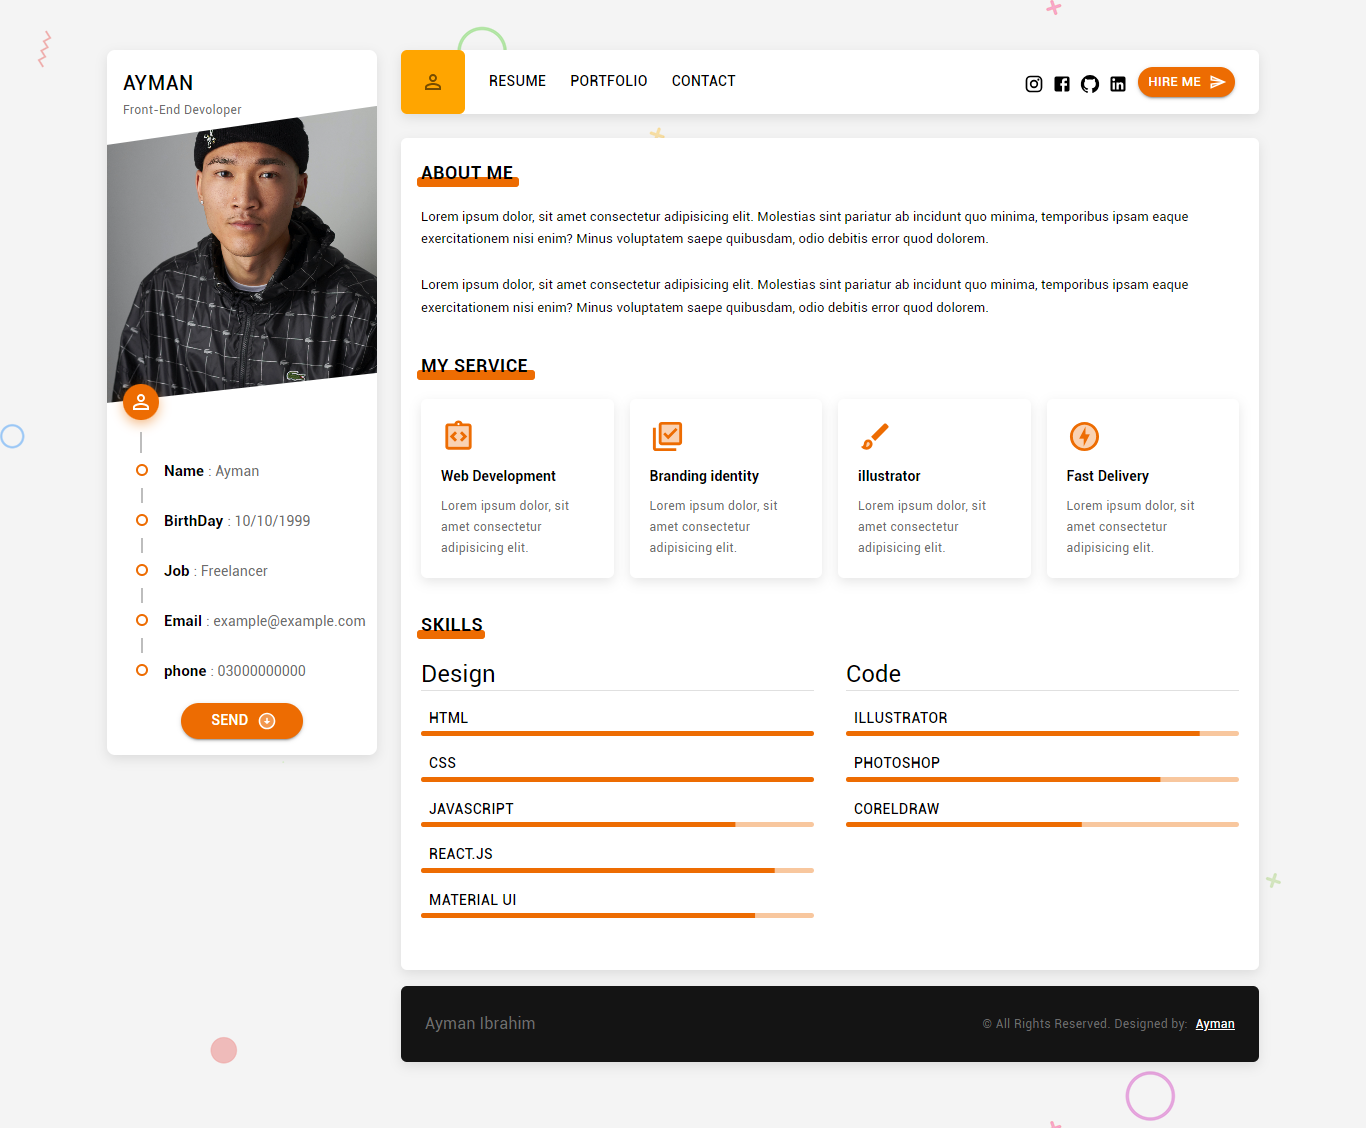 AYMAN
Front-End Devoloper
Name : Ayman
BirthDay : 10/10/1999
Job : Freelancer
Email : example@example.com
phone : 03000000000
SEND
RESUME PORTFOLIO CONTACT
HIRE ME
ABOUT ME
Lorem ipsum dolor, sit amet consectetur adipisicing elit. Molestias sint pariatur ab incidunt quo minima, temporibus ipsam eaque
exercitationem nisi enim? Minus voluptatem saepe quibusdam, odio debitis error quod dolorem.
Lorem ipsum dolor, sit amet consectetur adipisicing elit. Molestias sint pariatur ab incidunt quo minima, temporibus ipsam eaque
exercitationem nisi enim? Minus voluptatem saepe quibusdam, odio debitis error quod dolorem.
MY SERVICE
Web Development
Lorem ipsum dolor, sit
amet consectetur
adipisicing elit.
Branding identity
Lorem ipsum dolor, sit
amet consectetur
adipisicing elit.
illustrator
Lorem ipsum dolor, sit
amet consectetur
adipisicing elit.
Fast Delivery
Lorem ipsum dolor, sit
amet consectetur
adipisicing elit.
SKILLS
Design
HTML
CSS
JAVASCRIPT
REACT.JS
MATERIAL UI
Code
ILLUSTRATOR
PHOTOSHOP
CORELDRAW
Ayman Ibrahim
© All Rights Reserved. Designed by: Ayman